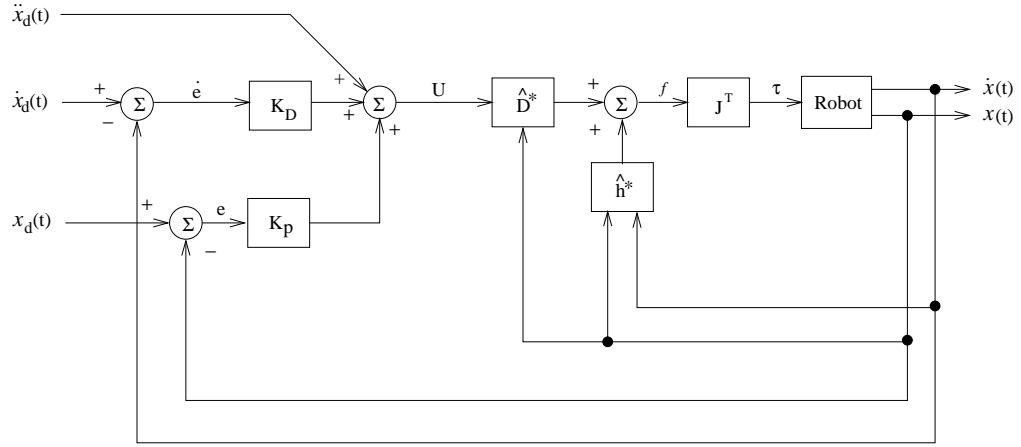 ẍd(t)
ẋd(t) + − Σ ė KD + + + Σ U D̂* + + Σ f Jᵀ τ Robot ẋ(t)
x(t)
ĥ*
xd(t) + − Σ e Kp